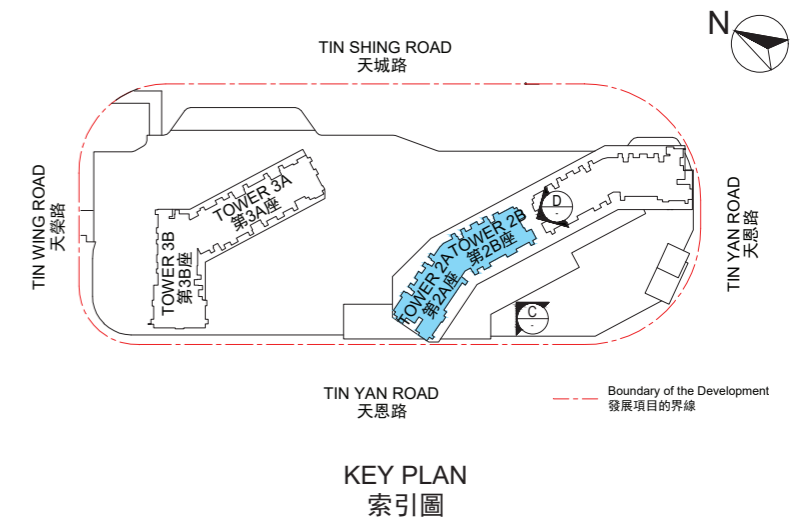 N
TIN SHING ROAD
天城路
TIN WING ROAD
天榮路
TOWER 3A
第3A座
TOWER 3B
第3B座
TOWER 2A
第2A座
TOWER 2B
第2B座
D
-
C
-
TIN YAN ROAD
天恩路
TIN YAN ROAD
天恩路
Boundary of the Development
發展項目的界線
KEY PLAN
索引圖